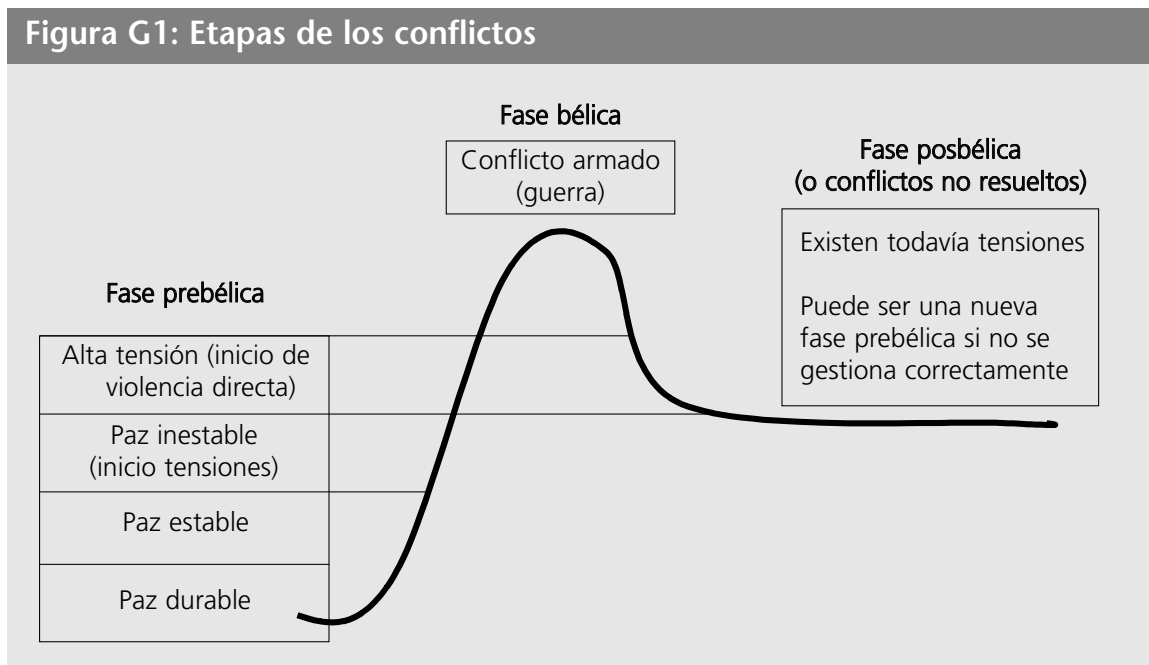 Figura G1: Etapas de los conflictos
Fase bélica
Conflicto armado
(guerra)
Fase posbélica
(o conflictos no resueltos)
Existen todavía tensiones
Puede ser una nueva
fase prebélica si no se
gestiona correctamente
Fase prebélica
Alta tensión (inicio de
violencia directa)
Paz inestable
(inicio tensiones)
Paz estable
Paz durable